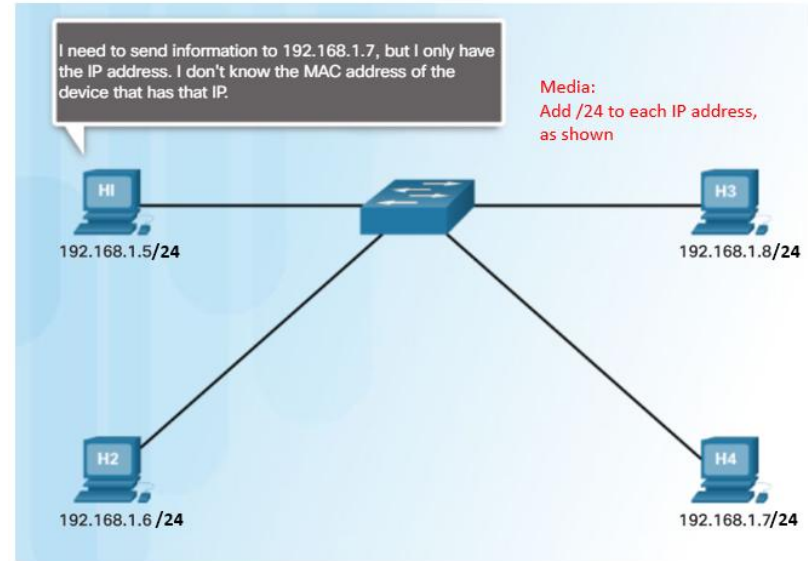 I need to send information to 192.168.1.7, but I only have
the IP address. I don't know the MAC address of the
device that has that IP.
Media:
Add /24 to each IP address,
as shown
H1
H3
192.168.1.5/24
192.168.1.8/24
H2
H4
192.168.1.6 /24
192.168.1.7/24